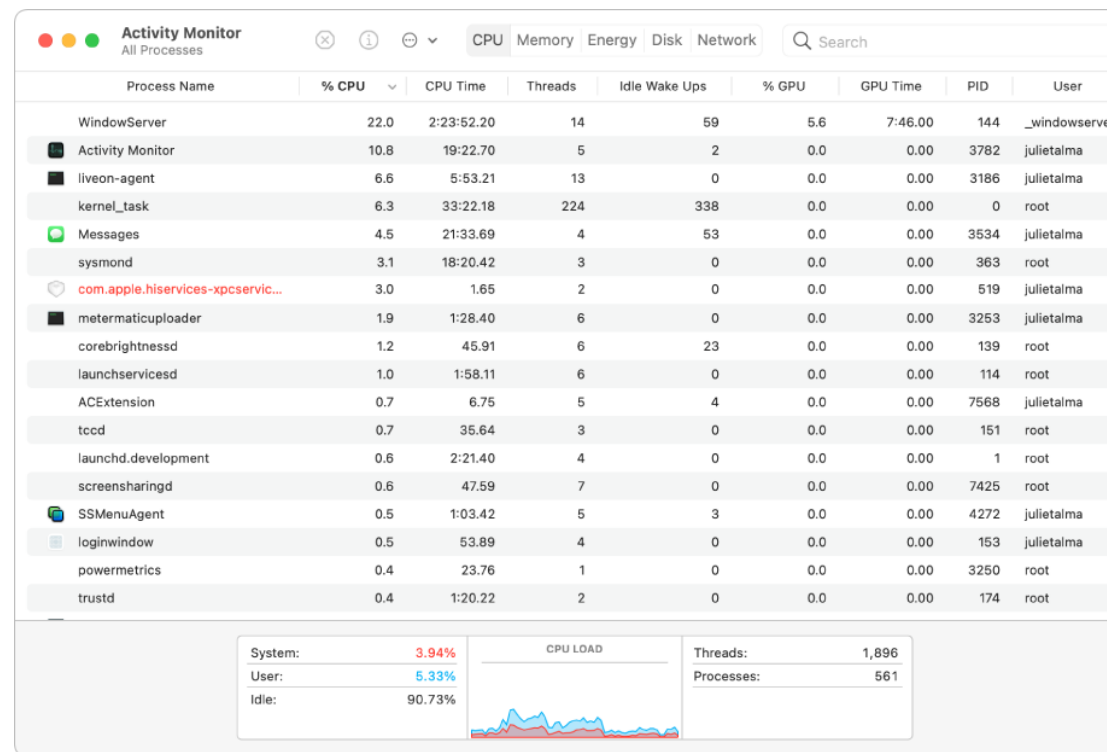 Activity Monitor
All Processes
CPU Memory Energy Disk Network
Search
Process Name % CPU CPU Time Threads Idle Wake Ups % GPU GPU Time PID User
WindowServer 22.0 2:23:52.20 14 59 5.6 7:46.00 144 _windowserve
Activity Monitor 10.8 19:22.70 5 2 0.0 0.00 3782 julietalma
liveon-agent 6.6 5:53.21 13 0 0.0 0.00 3186 julietalma
kernel_task 6.3 33:22.18 224 338 0.0 0.00 0 root
Messages 4.5 21:33.69 4 53 0.0 0.00 3534 julietalma
sysmond 3.1 18:20.42 3 0 0.0 0.00 363 root
com.apple.hiservices-xpcservic... 3.0 1.65 2 0 0.0 0.00 519 julietalma
metermaticuploader 1.9 1:28.40 6 0 0.0 0.00 3253 julietalma
corebrightnessd 1.2 45.91 6 23 0.0 0.00 139 root
launchservicesd 1.0 1:58.11 6 0 0.0 0.00 114 root
ACExtension 0.7 6.75 5 4 0.0 0.00 7568 julietalma
tccd 0.7 35.64 3 0 0.0 0.00 151 root
launchd.development 0.6 2:21.40 4 0 0.0 0.00 1 root
screensharingd 0.6 47.59 7 0 0.0 0.00 7425 root
SSMenuAgent 0.5 1:03.42 5 3 0.0 0.00 4272 julietalma
loginwindow 0.5 53.89 4 0 0.0 0.00 153 julietalma
powermetrics 0.4 23.76 1 0 0.0 0.00 3250 root
trustd 0.4 1:20.22 2 0 0.0 0.00 174 root
System: 3.94% CPU LOAD Threads: 1,896
User: 5.33% Processes: 561
Idle: 90.73%